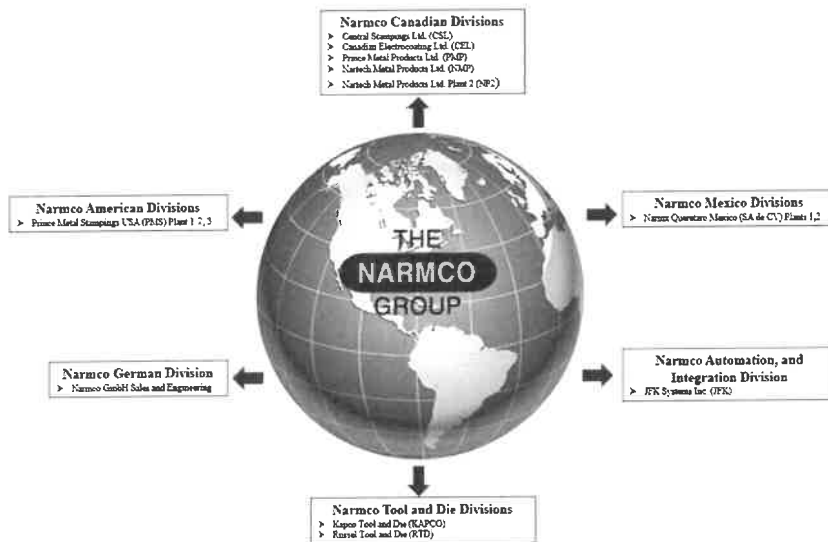 Narmco Canadian Divisions
➢ Central Stampings Ltd. (CSL)
➢ Canadian Electrocoating Ltd. (CEL)
➢ Prince Metal Products Ltd. (PMP)
➢ Nartech Metal Products Ltd. (NMP)
➢ Nartech Metal Products Ltd. Plant 2 (NP2)
Narmco American Divisions
➢ Prince Metal Stampings USA (PMS) Plant 1 2, 3
Narmco Mexico Divisions
➢ Narmx Queretaro Mexico (SA de CV) Plants 1,2
THE
NARMCO
GROUP
Narmco German Division
➢ Narmco GmbH Sales and Engineering
Narmco Automation, and
Integration Division
➢ JFK Systems Inc. (JFK)
Narmco Tool and Die Divisions
➢ Kapco Tool and Die (KAPCO)
➢ Russel Tool and Die (RTD)